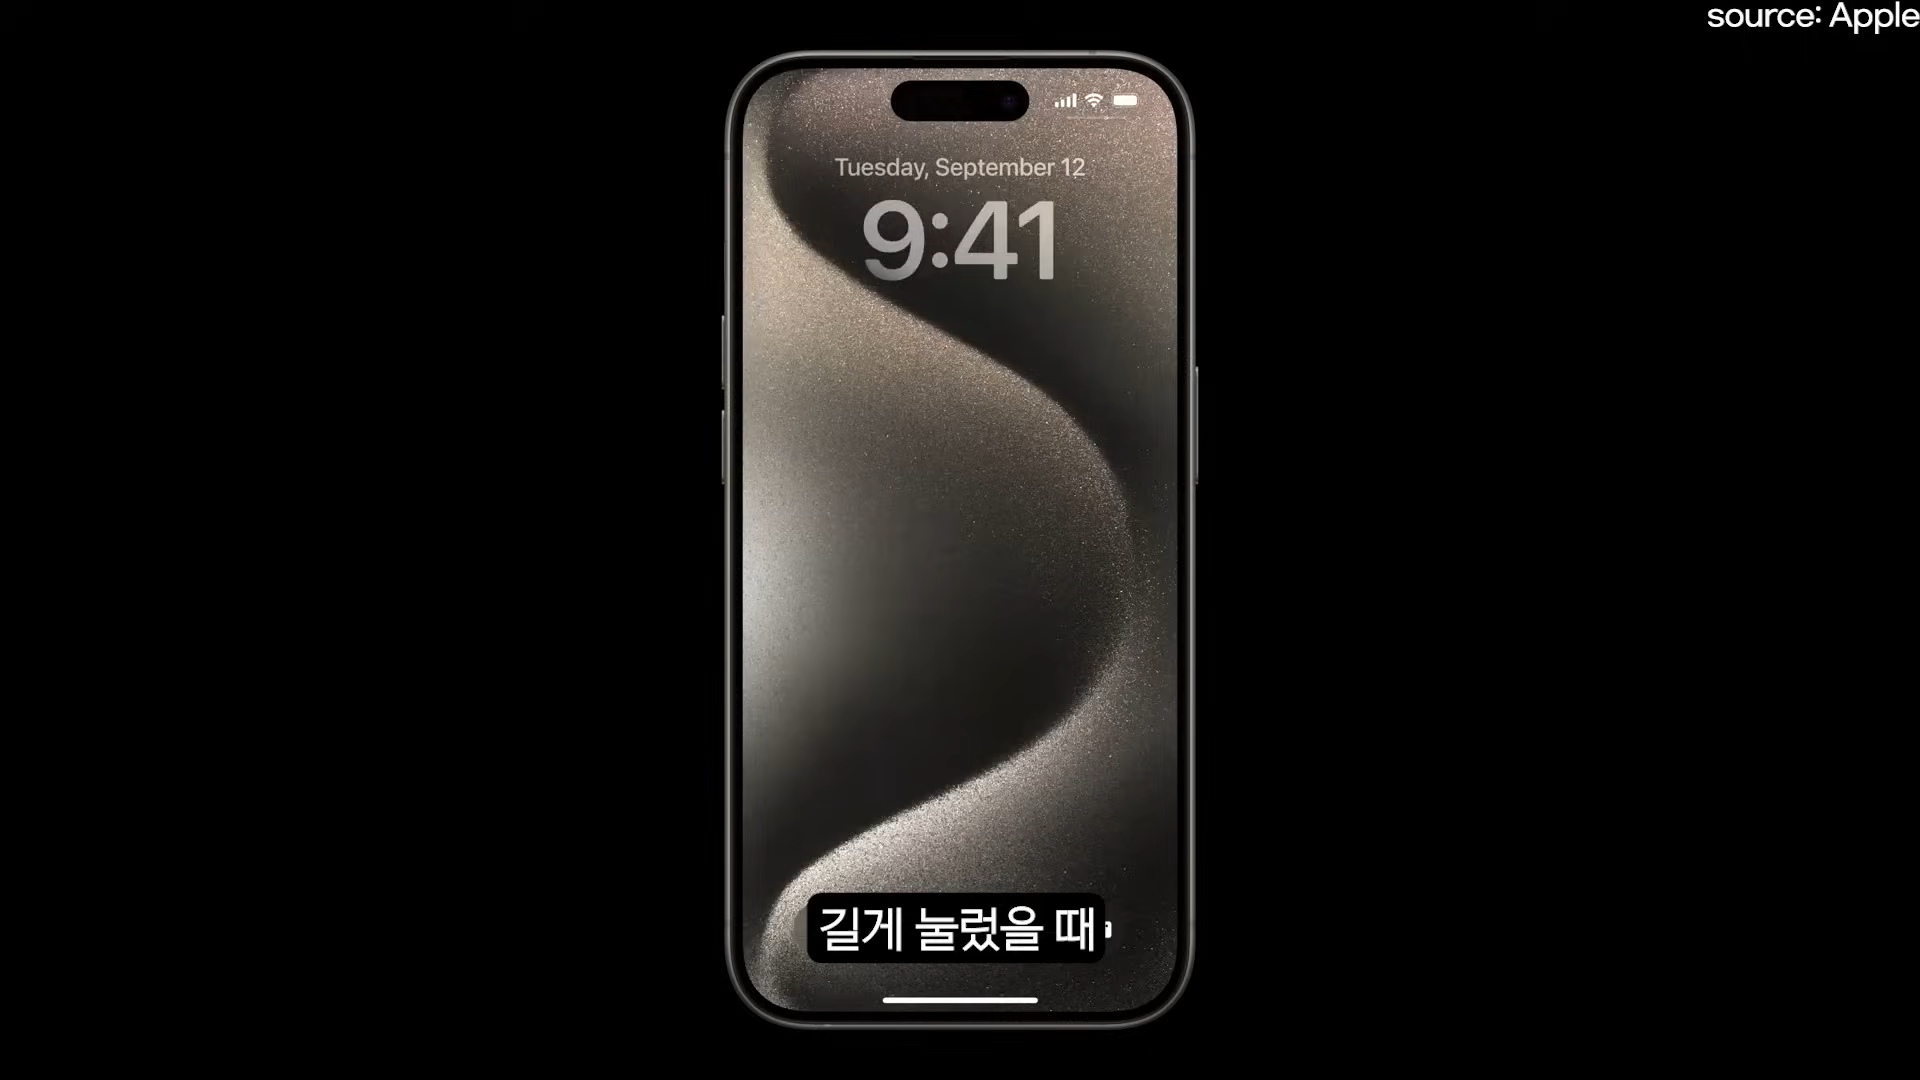 source: Apple
Tuesday, September 12
9:41
길게 눌렀을 때